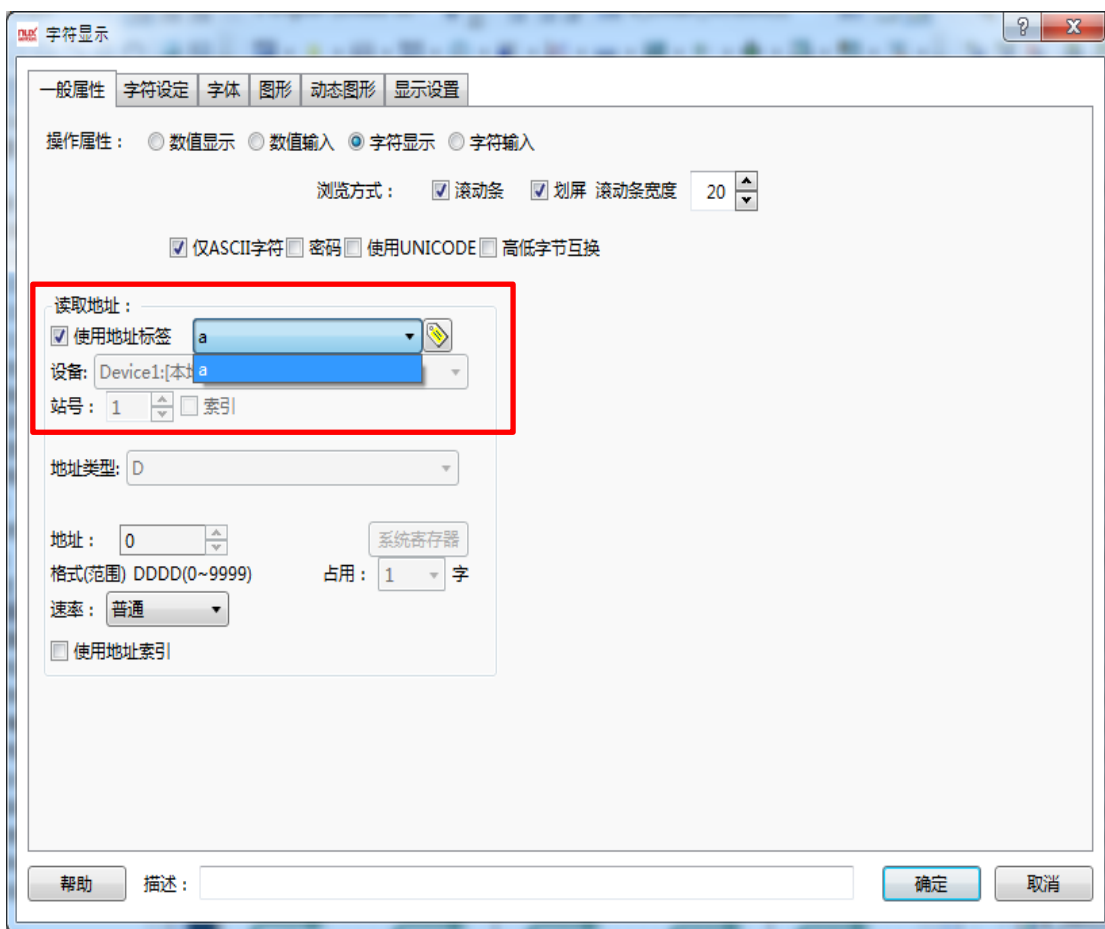 字符显示
一般属性 字符设定 字体 图形 动态图形 显示设置
操作属性： 数值显示 数值输入 字符显示 字符输入
浏览方式： 滚动条 划屏 滚动条宽度 20
仅ASCII字符 密码 使用UNICODE 高低字节互换
读取地址：
使用地址标签 a
a
设备: Device1:[本
站号： 1 索引
地址类型: D
地址： 0 系统寄存器
格式(范围) DDDD(0~9999) 占用： 1 字
速率： 普通
使用地址索引
帮助 描述： 确定 取消